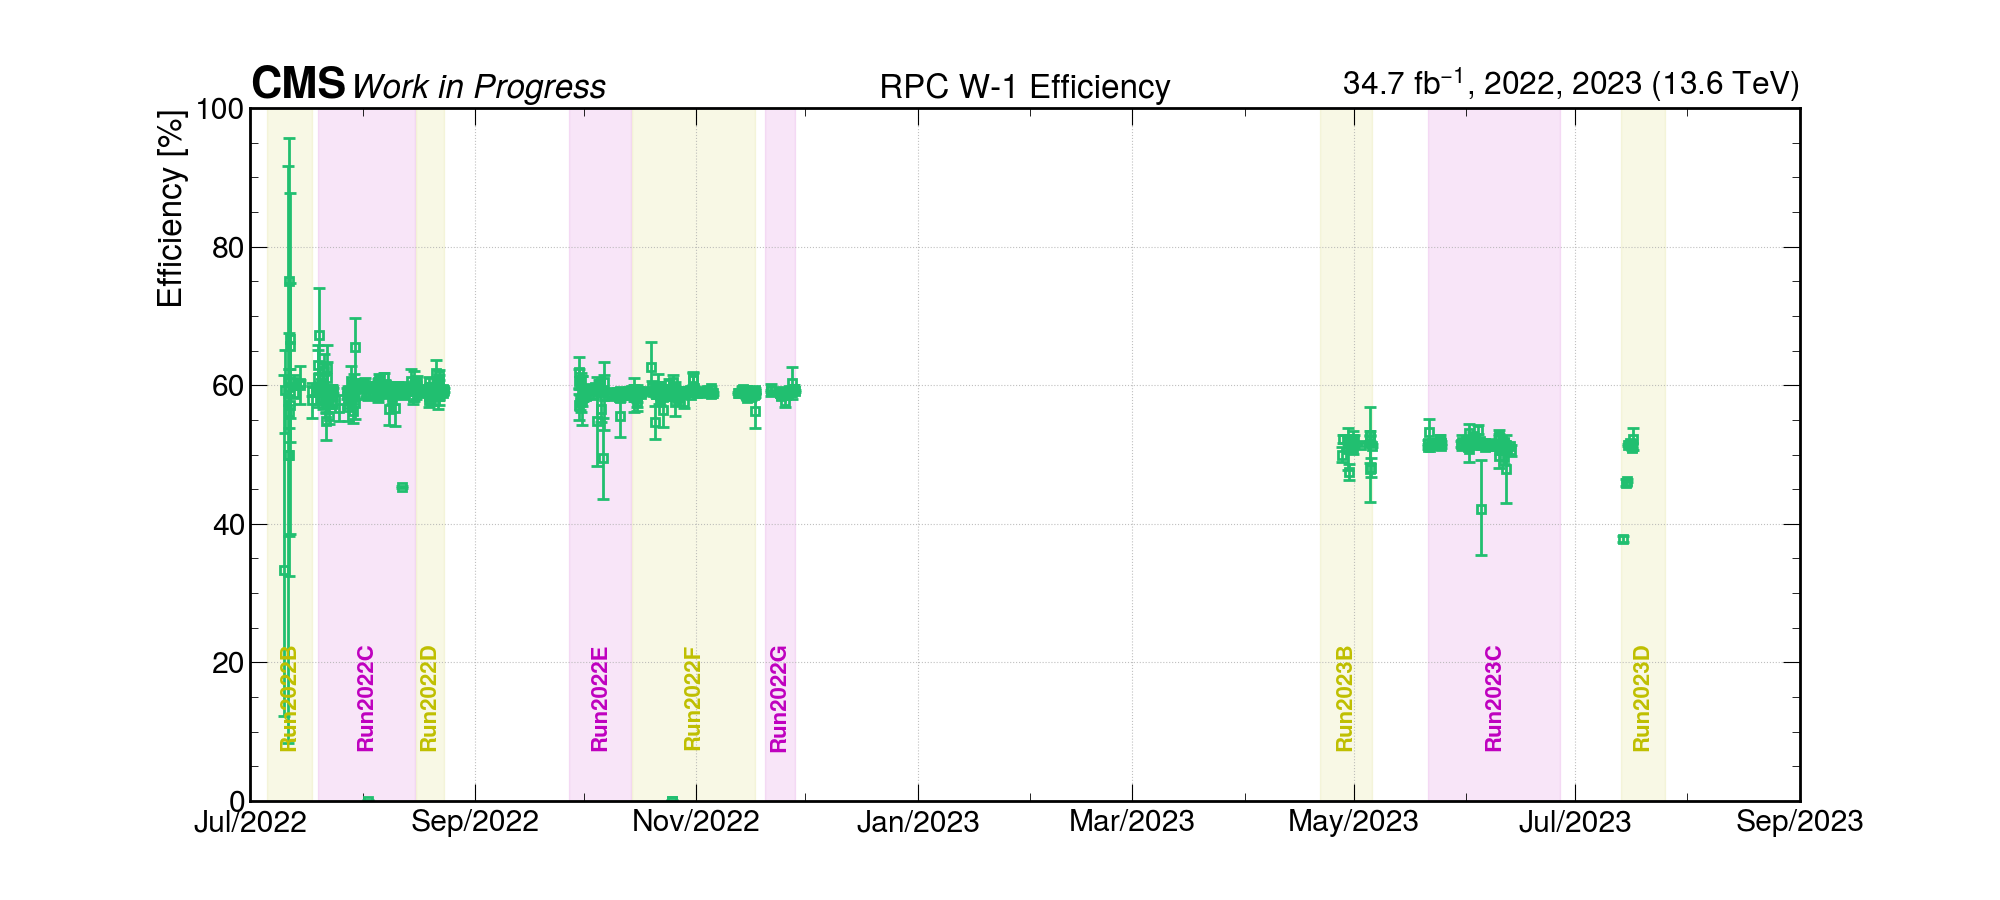 CMS Work in Progress RPC W-1 Efficiency 34.7 fb⁻¹, 2022, 2023 (13.6 TeV)
Efficiency [%]
100
80
60
40
20
0
Run2022B Run2022C Run2022D Run2022E Run2022F Run2022G Run2023B Run2023C Run2023D
Jul/2022 Sep/2022 Nov/2022 Jan/2023 Mar/2023 May/2023 Jul/2023 Sep/2023